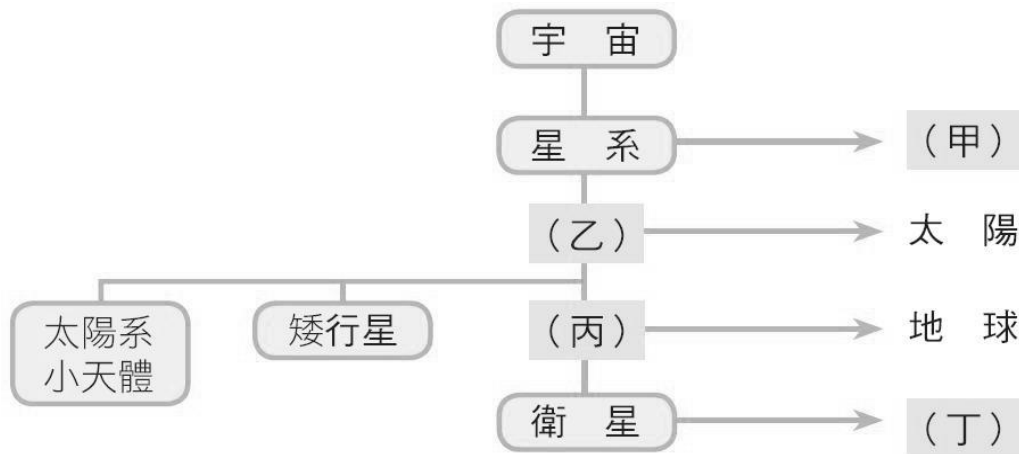 宇 宙
星 系
（甲）
（乙）
太 陽
太陽系
小天體
矮行星
（丙）
地 球
衛 星
（丁）